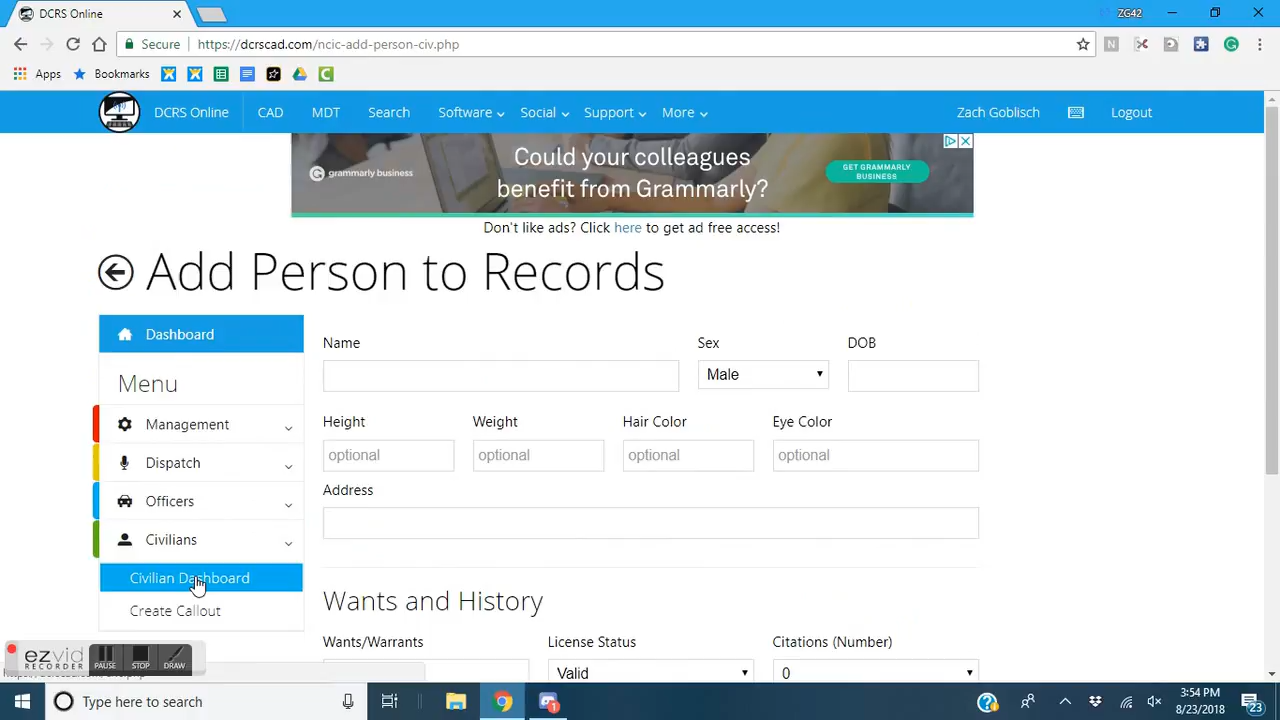 DCRS Online
ZG42
Secure https://dcrscad.com/ncic-add-person-civ.php
Apps Bookmarks
DCRS Online CAD MDT Search Software Social Support More Zach Goblisch Logout
grammarly business
Could your colleagues
benefit from Grammarly?
GET GRAMMARLY
BUSINESS
Don't like ads? Click here to get ad free access!
Add Person to Records
Dashboard
Menu
Management
Dispatch
Officers
Civilians
Civilian Dashboard
Create Callout
Name Sex DOB
Male
Height Weight Hair Color Eye Color
optional optional optional optional
Address
Wants and History
Wants/Warrants License Status Citations (Number)
Valid 0
ezvid
RECORDER
PAUSE STOP DRAW
Type here to search
3:54 PM
8/23/2018
23